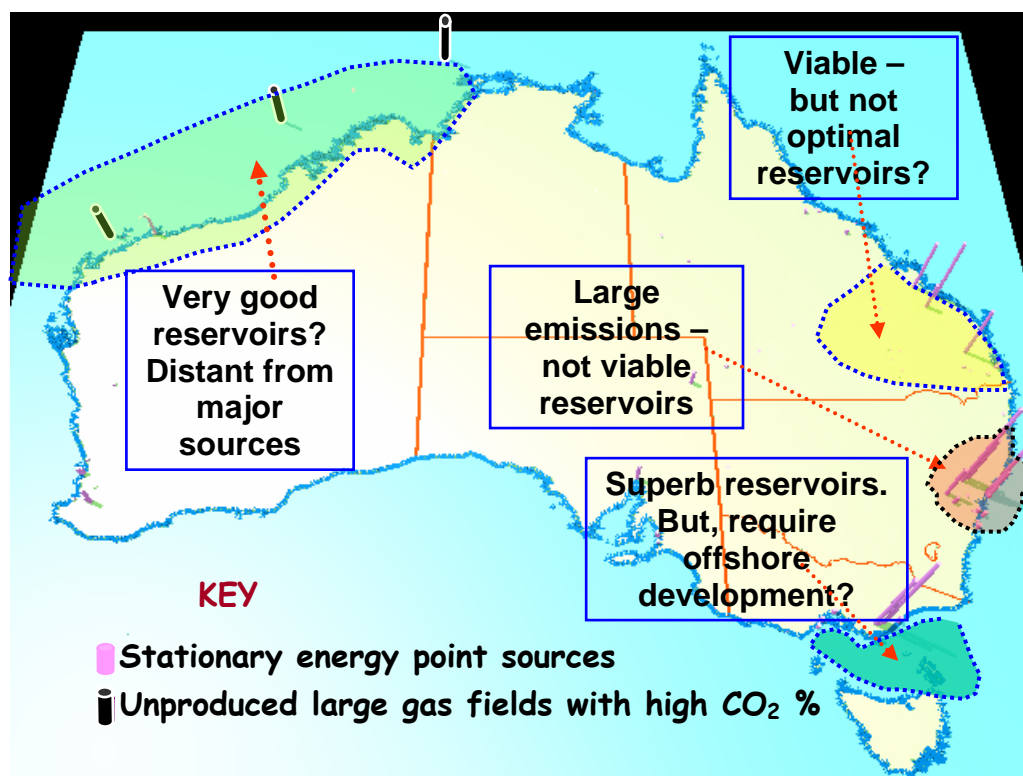 Viable –
but not
optimal
reservoirs?
Very good
reservoirs?
Distant from
major
sources
Large
emissions –
not viable
reservoirs
Superb reservoirs.
But, require
offshore
development?
KEY
Stationary energy point sources
Unproduced large gas fields with high CO₂ %